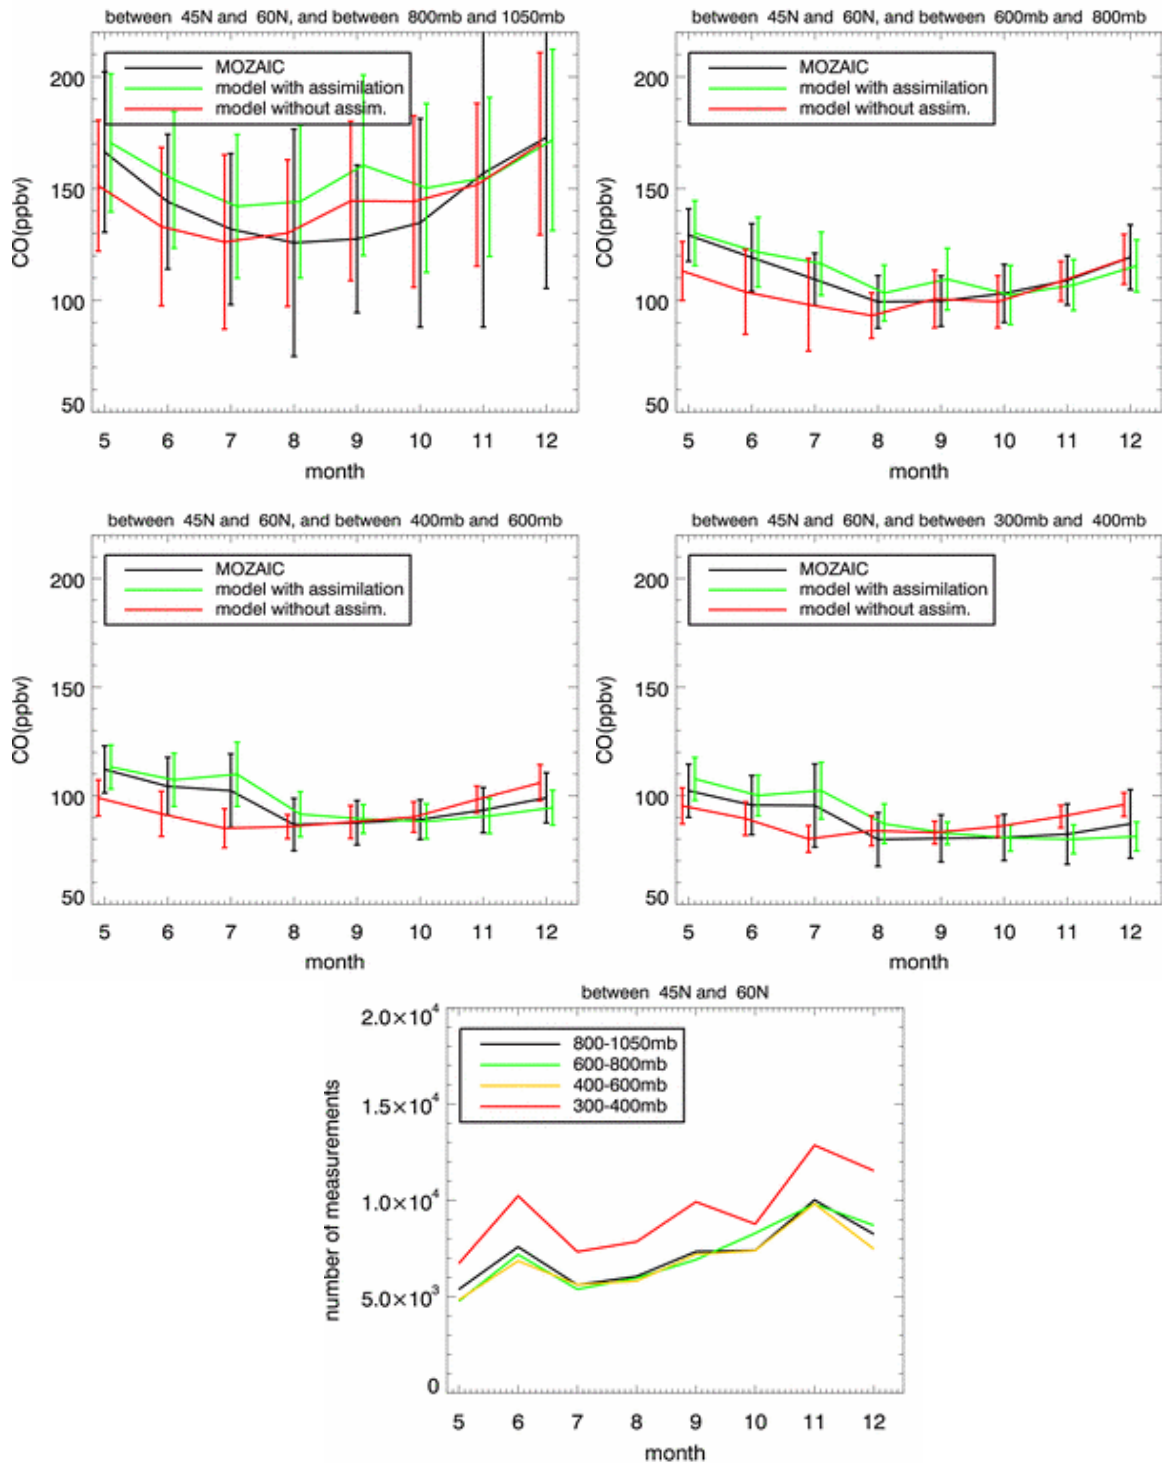 between 45N and 60N, and between 800mb and 1050mb
MOZAIC
model with assimilation
model without assim.
200
150
100
50
CO(ppbv)
5 6 7 8 9 10 11 12
month
between 45N and 60N, and between 600mb and 800mb
MOZAIC
model with assimilation
model without assim.
200
150
100
50
CO(ppbv)
5 6 7 8 9 10 11 12
month
between 45N and 60N, and between 400mb and 600mb
MOZAIC
model with assimilation
model without assim.
200
150
100
50
CO(ppbv)
5 6 7 8 9 10 11 12
month
between 45N and 60N, and between 300mb and 400mb
MOZAIC
model with assimilation
model without assim.
200
150
100
50
CO(ppbv)
5 6 7 8 9 10 11 12
month
between 45N and 60N
800-1050mb
600-800mb
400-600mb
300-400mb
2.0×10⁴
1.5×10⁴
1.0×10⁴
5.0×10³
0
number of measurements
5 6 7 8 9 10 11 12
month